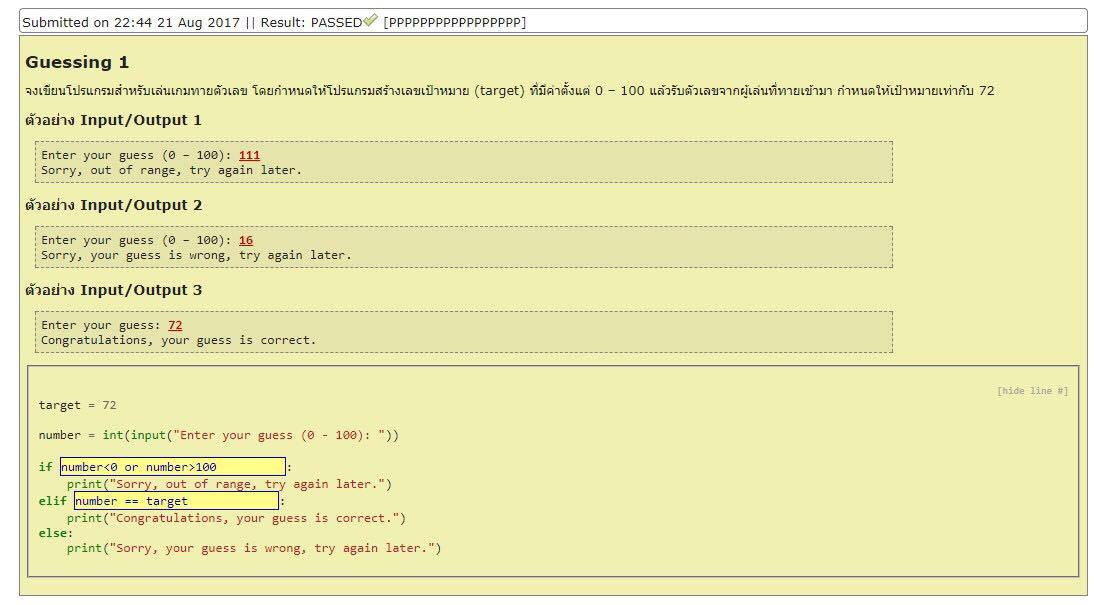 Submitted on 22:44 21 Aug 2017 || Result: PASSED [PPPPPPPPPPPPPPPPP]
Guessing 1
จงเขียนโปรแกรมสำหรับเล่นเกมทายตัวเลข โดยกำหนดให้โปรแกรมสร้างเลขเป้าหมาย (target) ที่มีค่าตั้งแต่ 0 – 100 แล้วรับตัวเลขจากผู้เล่นที่ทายเข้ามา กำหนดให้เป้าหมายเท่ากับ 72
ตัวอย่าง Input/Output 1
Enter your guess (0 – 100): 111
Sorry, out of range, try again later.
ตัวอย่าง Input/Output 2
Enter your guess (0 – 100): 16
Sorry, your guess is wrong, try again later.
ตัวอย่าง Input/Output 3
Enter your guess: 72
Congratulations, your guess is correct.
[hide line #]
target = 72
number = int(input("Enter your guess (0 - 100): "))
if number<0 or number>100:
    print("Sorry, out of range, try again later.")
elif number == target:
    print("Congratulations, your guess is correct.")
else:
    print("Sorry, your guess is wrong, try again later.")